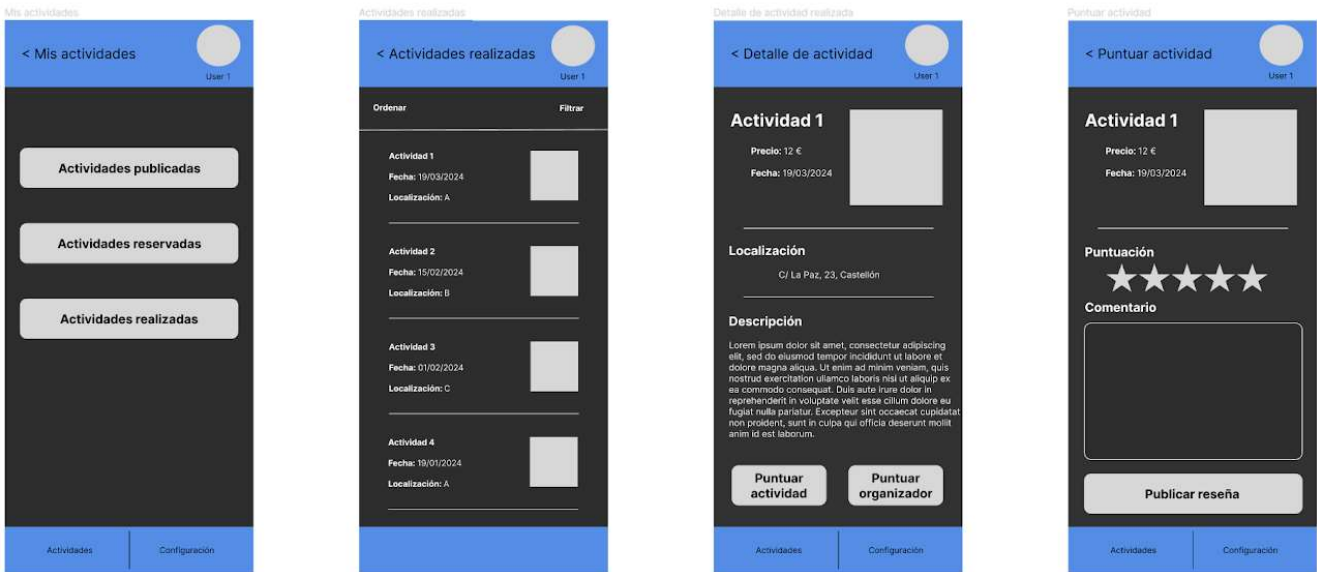 Mis actividades
< Mis actividades
User 1
Actividades publicadas
Actividades reservadas
Actividades realizadas
Actividades
Configuración
Actividades realizadas
< Actividades realizadas
User 1
Ordenar
Filtrar
Actividad 1
Fecha: 19/03/2024
Localización: A
Actividad 2
Fecha: 15/02/2024
Localización: B
Actividad 3
Fecha: 01/02/2024
Localización: C
Actividad 4
Fecha: 19/01/2024
Localización: A
Detalle de actividad realizada
< Detalle de actividad
User 1
Actividad 1
Precio: 12 €
Fecha: 19/03/2024
Localización
C/ La Paz, 23, Castellón
Descripción
Lorem ipsum dolor sit amet, consectetur adipiscing
elit, sed do eiusmod tempor incididunt ut labore et
dolore magna aliqua. Ut enim ad minim veniam, quis
nostrud exercitation ullamco laboris nisi ut aliquip ex
ea commodo consequat. Duis aute irure dolor in
reprehenderit in voluptate velit esse cillum dolore eu
fugiat nulla pariatur. Excepteur sint occaecat cupidatat
non proident, sunt in culpa qui officia deserunt mollit
anim id est laborum.
Puntuar
actividad
Puntuar
organizador
Actividades
Configuración
Puntuar actividad
< Puntuar actividad
User 1
Actividad 1
Precio: 12 €
Fecha: 19/03/2024
Puntuación
Comentario
Publicar reseña
Actividades
Configuración